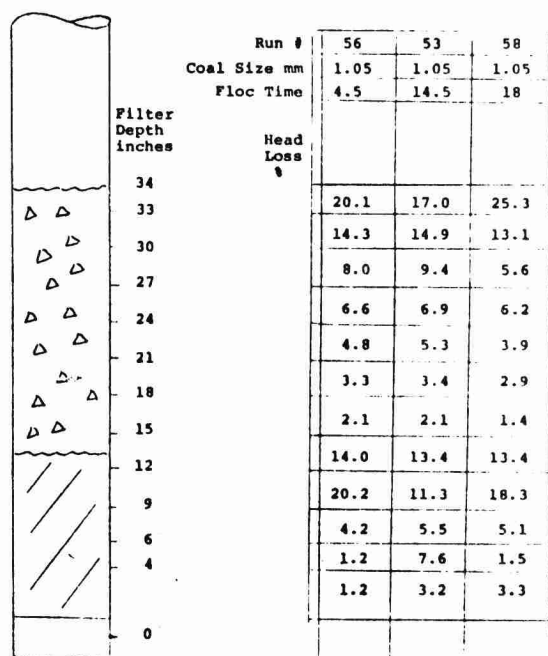 Run # 56 53 58
Coal Size mm 1.05 1.05 1.05
Floc Time 4.5 14.5 18
Filter
Depth
inches
Head
Loss
%
34
33 20.1 17.0 25.3
30 14.3 14.9 13.1
27 8.0 9.4 5.6
24 6.6 6.9 6.2
21 4.8 5.3 3.9
18 3.3 3.4 2.9
15 2.1 2.1 1.4
12 14.0 13.4 13.4
9 20.2 11.3 18.3
6 4.2 5.5 5.1
4 1.2 7.6 1.5
1.2 3.2 3.3
0